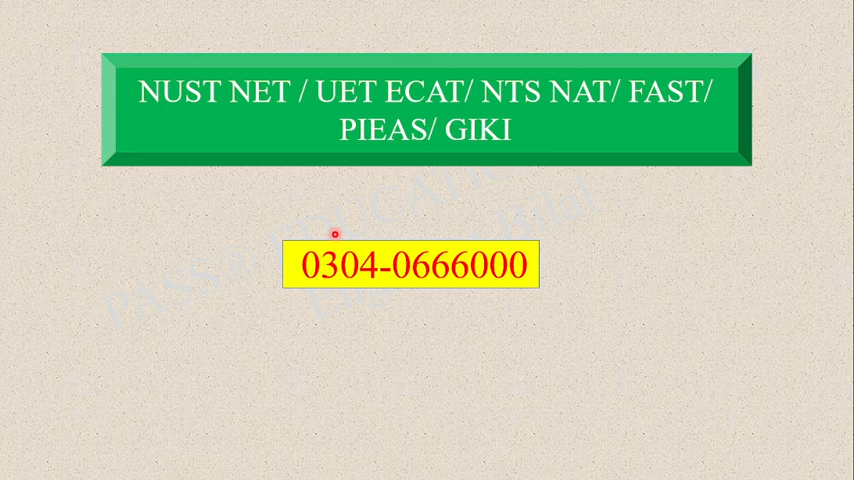 NUST NET / UET ECAT/ NTS NAT/ FAST/
PIEAS/ GIKI
0304-0666000